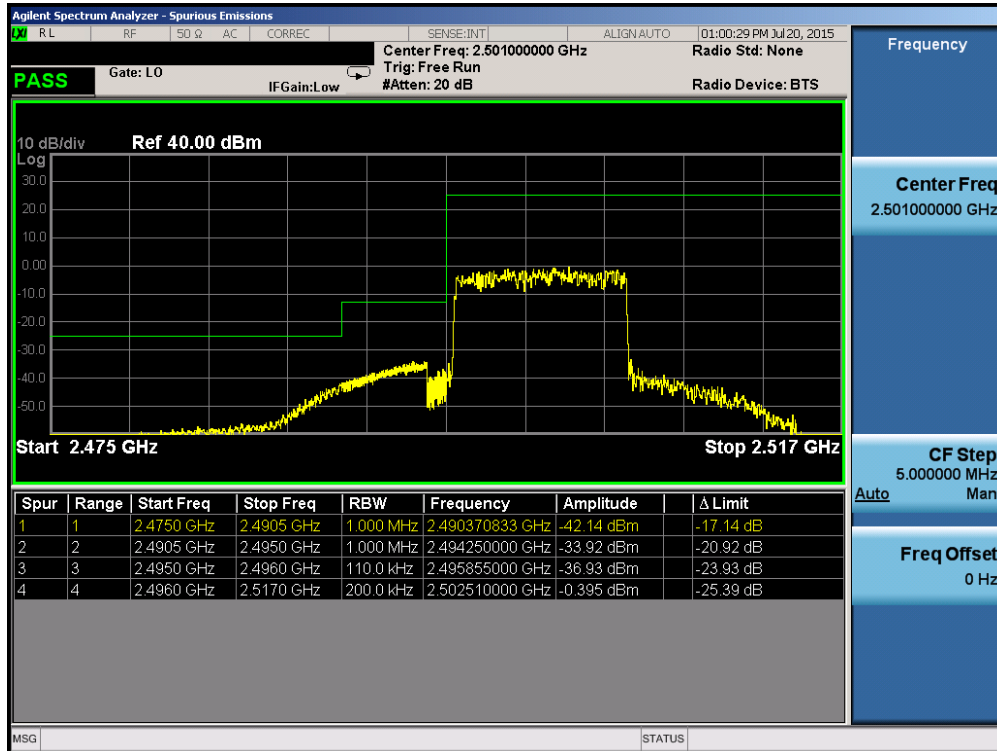 Agilent Spectrum Analyzer - Spurious Emissions
LXI RL RF 50 Ω AC CORREC SENSE:INT ALIGN AUTO 01:00:29 PM Jul 20, 2015
Frequency
Center Freq: 2.501000000 GHz Radio Std: None
PASS Gate: LO Trig: Free Run
IFGain:Low #Atten: 20 dB Radio Device: BTS
10 dB/div Ref 40.00 dBm
Log
30.0
20.0
10.0
0.00
-10.0
-20.0
-30.0
-40.0
-50.0
Start 2.475 GHz Stop 2.517 GHz
Spur Range Start Freq Stop Freq RBW Frequency Amplitude Δ Limit
1 1 2.4750 GHz 2.4905 GHz 1.000 MHz 2.490370833 GHz -42.14 dBm -17.14 dB
2 2 2.4905 GHz 2.4950 GHz 1.000 MHz 2.494250000 GHz -33.92 dBm -20.92 dB
3 3 2.4950 GHz 2.4960 GHz 110.0 kHz 2.495855000 GHz -36.93 dBm -23.93 dB
4 4 2.4960 GHz 2.5170 GHz 200.0 kHz 2.502510000 GHz -0.395 dBm -25.39 dB
Center Freq
2.501000000 GHz
CF Step
5.000000 MHz
Auto Man
Freq Offset
0 Hz
MSG STATUS